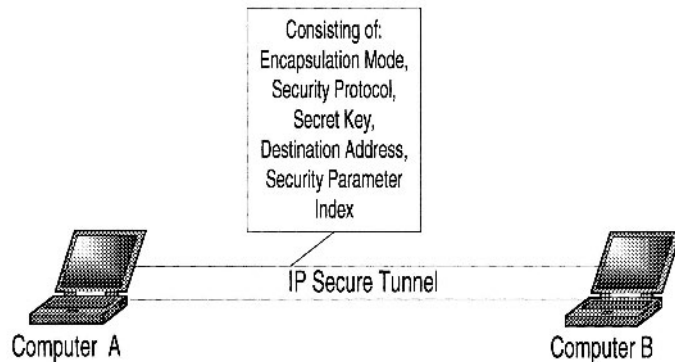 Consisting of:
Encapsulation Mode,
Security Protocol,
Secret Key,
Destination Address,
Security Parameter
Index
IP Secure Tunnel
Computer A
Computer B